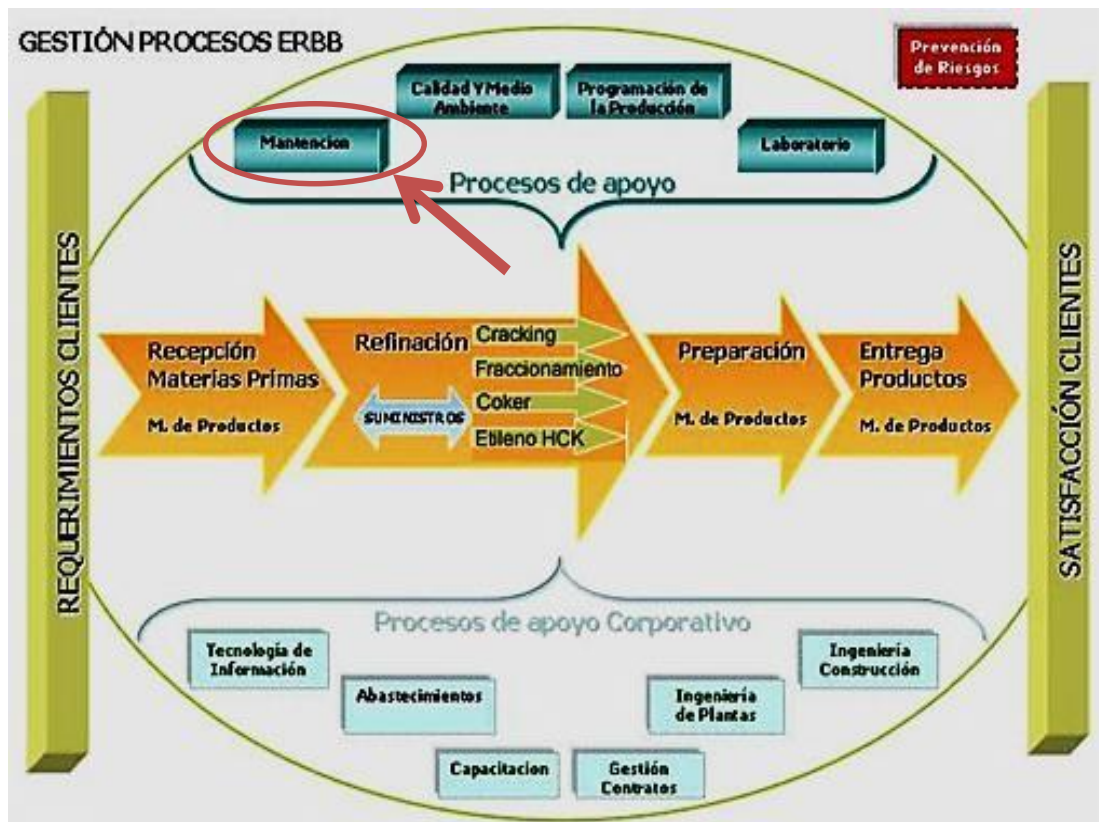 GESTIÓN PROCESOS ERBB
Prevención
de Riesgos
Calidad Y Medio
Ambiente
Programación de
la Producción
Mantencion
Laboratorio
Procesos de apoyo
REQUERIMIENTOS CLIENTES
Recepción
Materias Primas
M. de Productos
Refinación
SUMINISTROS
Cracking
Fraccionamiento
Coker
Etileno HCK
Preparación
M. de Productos
Entrega
Productos
M. de Productos
SATISFACCIÓN CLIENTES
Procesos de apoyo Corporativo
Tecnología de
Información
Abastecimientos
Capacitacion
Gestión
Contratos
Ingeniería
de Plantas
Ingeniería
Construcción